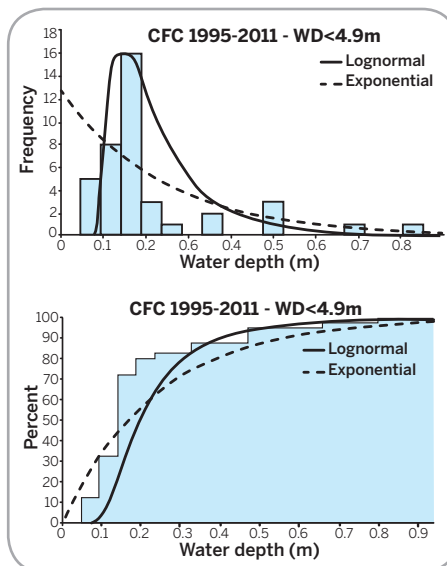 CFC 1995-2011 - WD<4.9m
Lognormal
Exponential
Frequency
18
16
14
12
10
8
6
4
2
0
0 0.1 0.2 0.3 0.4 0.5 0.6 0.7 0.8
Water depth (m)
CFC 1995-2011 - WD<4.9m
Lognormal
Exponential
Percent
100
90
80
70
60
50
40
30
20
10
0
0 0.1 0.2 0.3 0.4 0.5 0.6 0.7 0.8 0.9
Water depth (m)